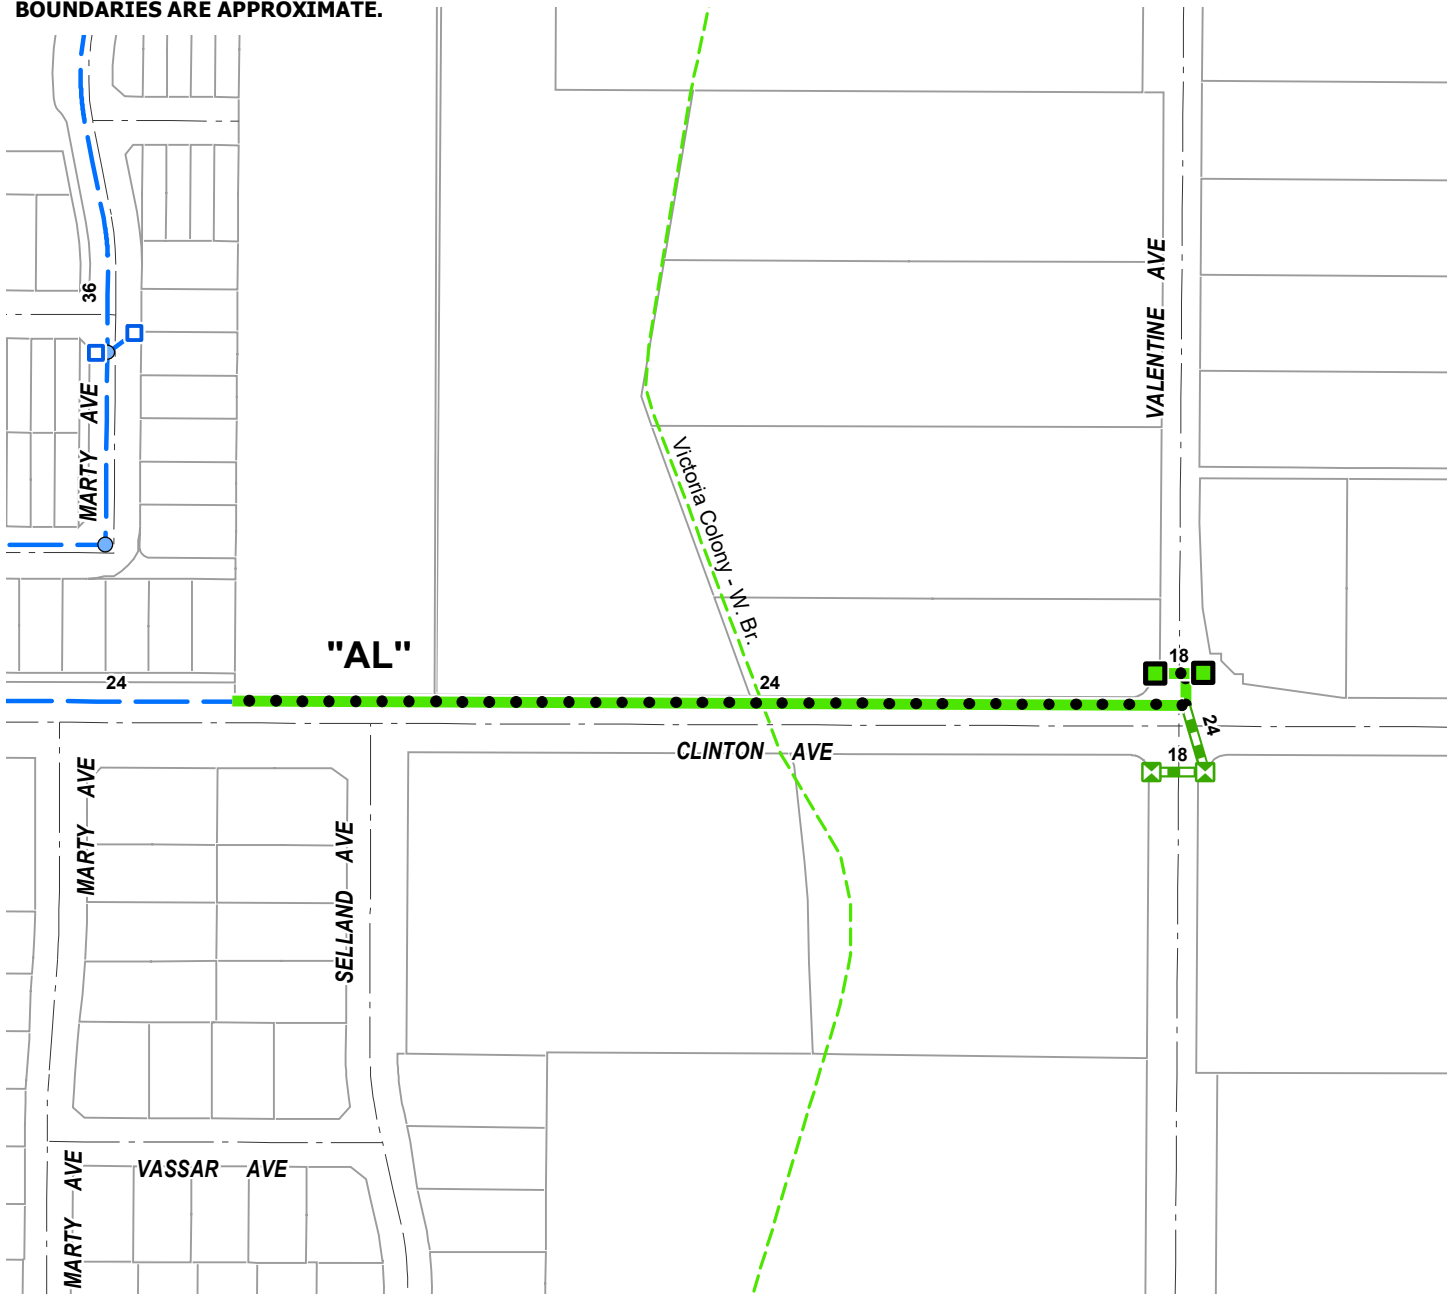 BOUNDARIES ARE APPROXIMATE.
36
VALENTINE AVE
MARTY AVE
Victoria Colony - W. Br.
"AL"
18
24
24
24
CLINTON AVE
18
MARTY AVE
SELLAND AVE
VASSAR AVE
MARTY AVE